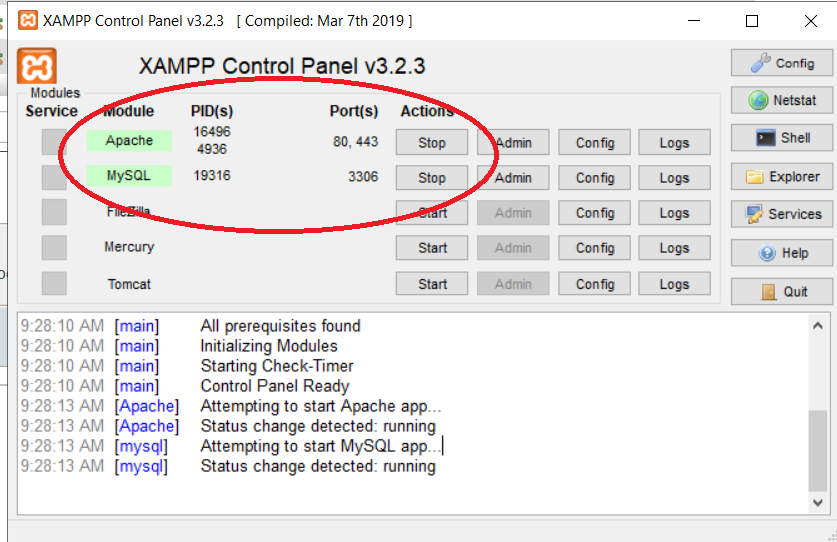 XAMPP Control Panel v3.2.3 [ Compiled: Mar 7th 2019 ]
XAMPP Control Panel v3.2.3
Config
Modules
Service Module PID(s) Port(s) Actions
Netstat
Apache 16496 4936 80, 443 Stop Admin Config Logs
Shell
MySQL 19316 3306 Stop Admin Config Logs
Explorer
FileZilla Start Admin Config Logs
Services
Mercury Start Admin Config Logs
Help
Tomcat Start Admin Config Logs
Quit
9:28:10 AM [main] All prerequisites found
9:28:10 AM [main] Initializing Modules
9:28:10 AM [main] Starting Check-Timer
9:28:10 AM [main] Control Panel Ready
9:28:13 AM [Apache] Attempting to start Apache app...
9:28:13 AM [Apache] Status change detected: running
9:28:13 AM [mysql] Attempting to start MySQL app...
9:28:13 AM [mysql] Status change detected: running